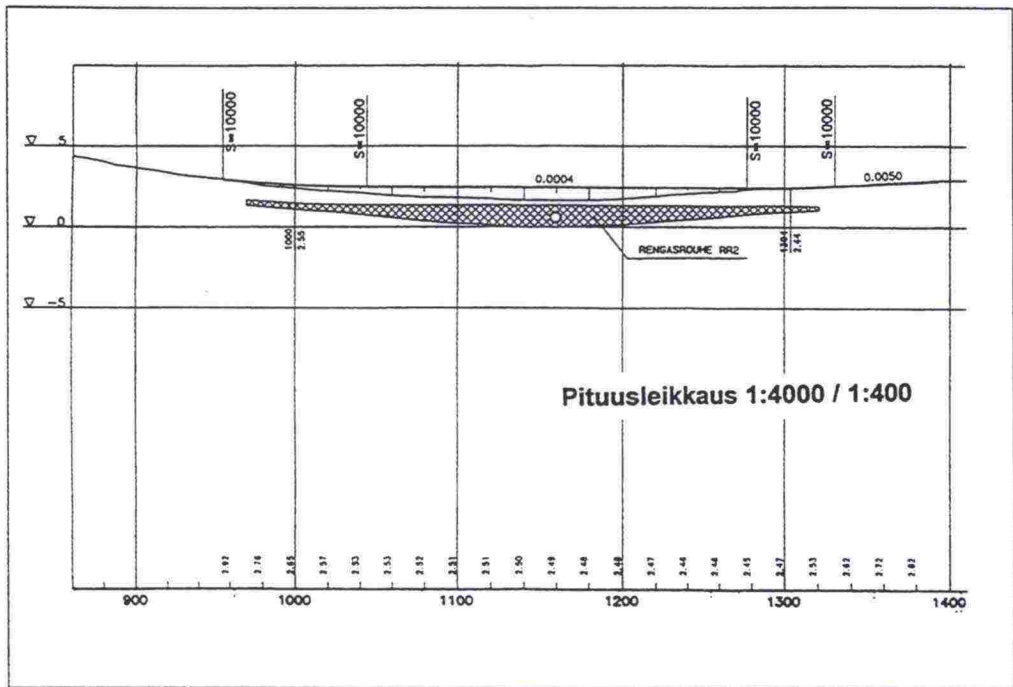 S=10000
S=10000
S=10000
S=10000
5
0.0004
0.0050
0
1000
2.55
RENGASROUHE RR2
1304
2.44
-5
Pituusleikkaus 1:4000 / 1:400
2.92 2.76 2.65 2.57 2.53 2.53 2.52 2.51 2.51 2.50 2.49 2.48 2.48 2.47 2.46 2.46 2.45 2.47 2.53 2.62 2.72 2.82
900 1000 1100 1200 1300 1400